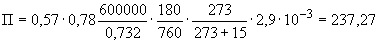 П = 0,57·0,78 600000/0,732 · 180/760 · 273/(273+15) · 2,9·10⁻³ = 237,27